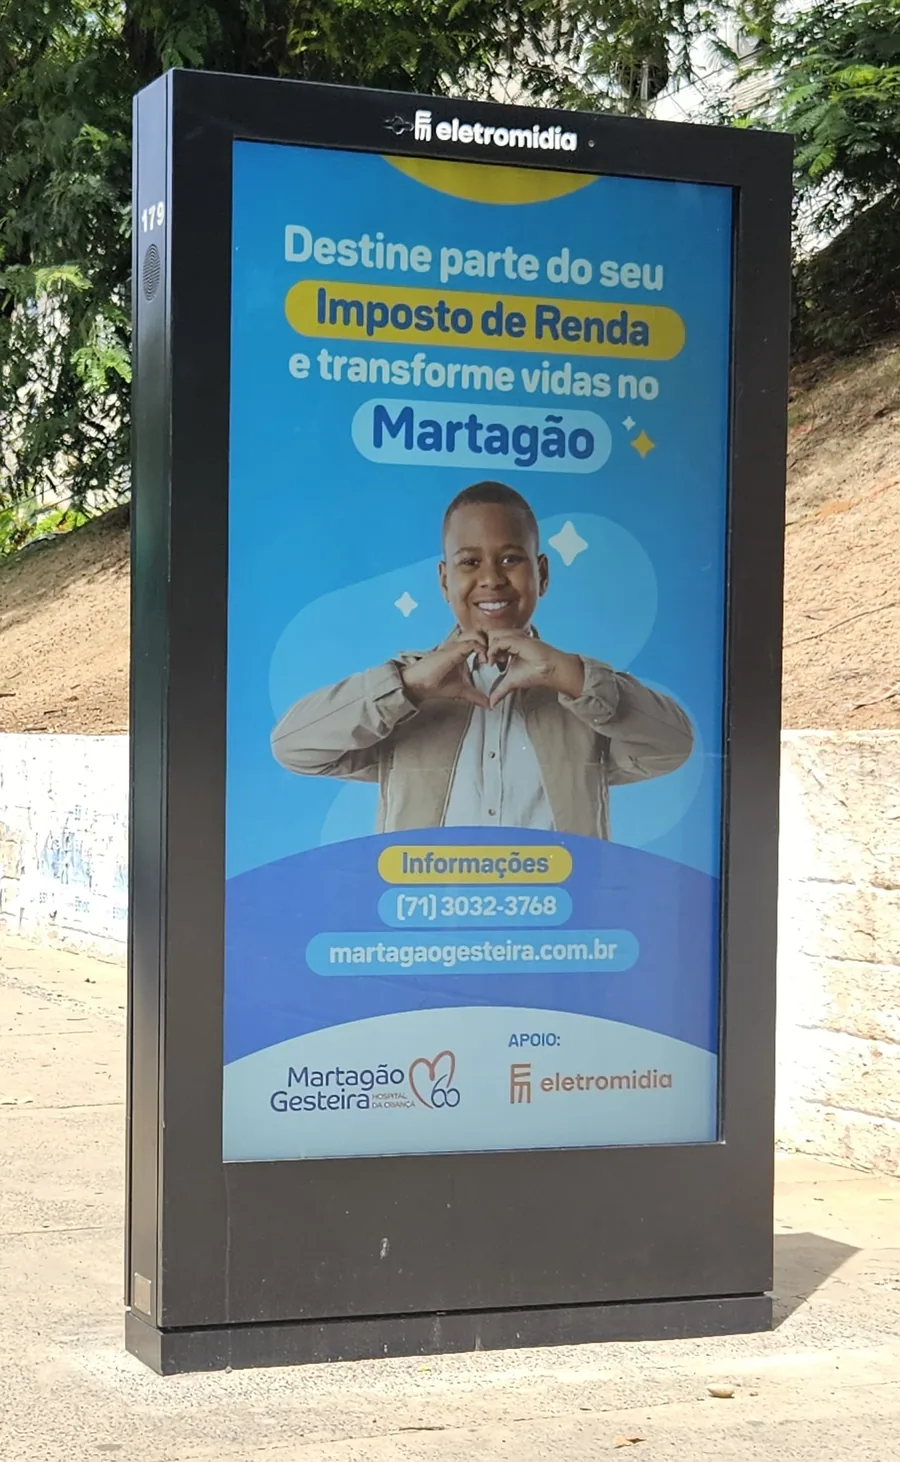 eletromidia
179
Destine parte do seu
Imposto de Renda
e transforme vidas no
Martagão
Informações
(71) 3032-3768
martagaogesteira.com.br
APOIO:
Martagão
Gesteira HOSPITAL
DA CRIANÇA
60
eletromidia